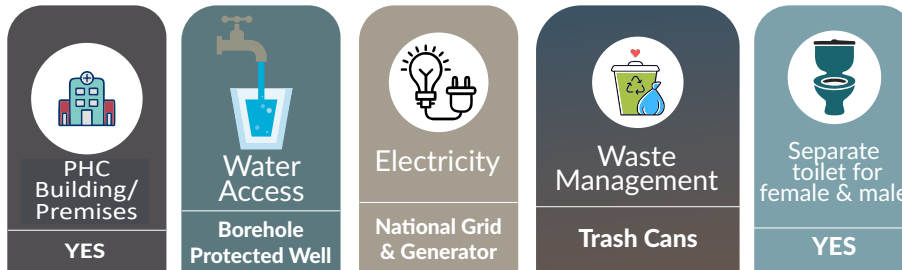 PHC
Building/
Premises
YES
Water
Access
Borehole
Protected Well
Electricity
National Grid
& Generator
Waste
Management
Trash Cans
Separate
toilet for
female & male
YES